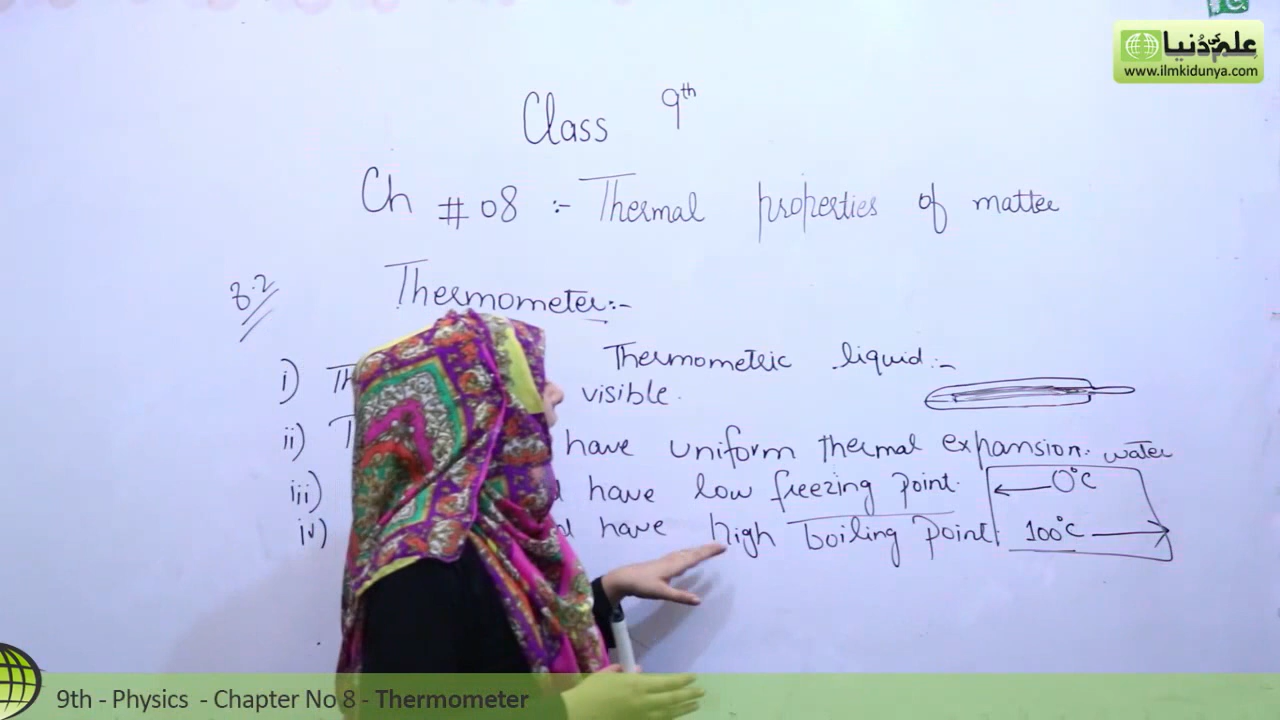 علم کی دُنیا
www.ilmkidunya.com
Class 9th
Ch # 08 :- Thermal properties of matter
8.2 Thermometer:-
Thermometric liquid:-
i) visible.
ii) have uniform thermal expansion. water
iii) have low freezing point. 0°C
iv) have high boiling point 100°C
9th - Physics - Chapter No 8 - Thermometer